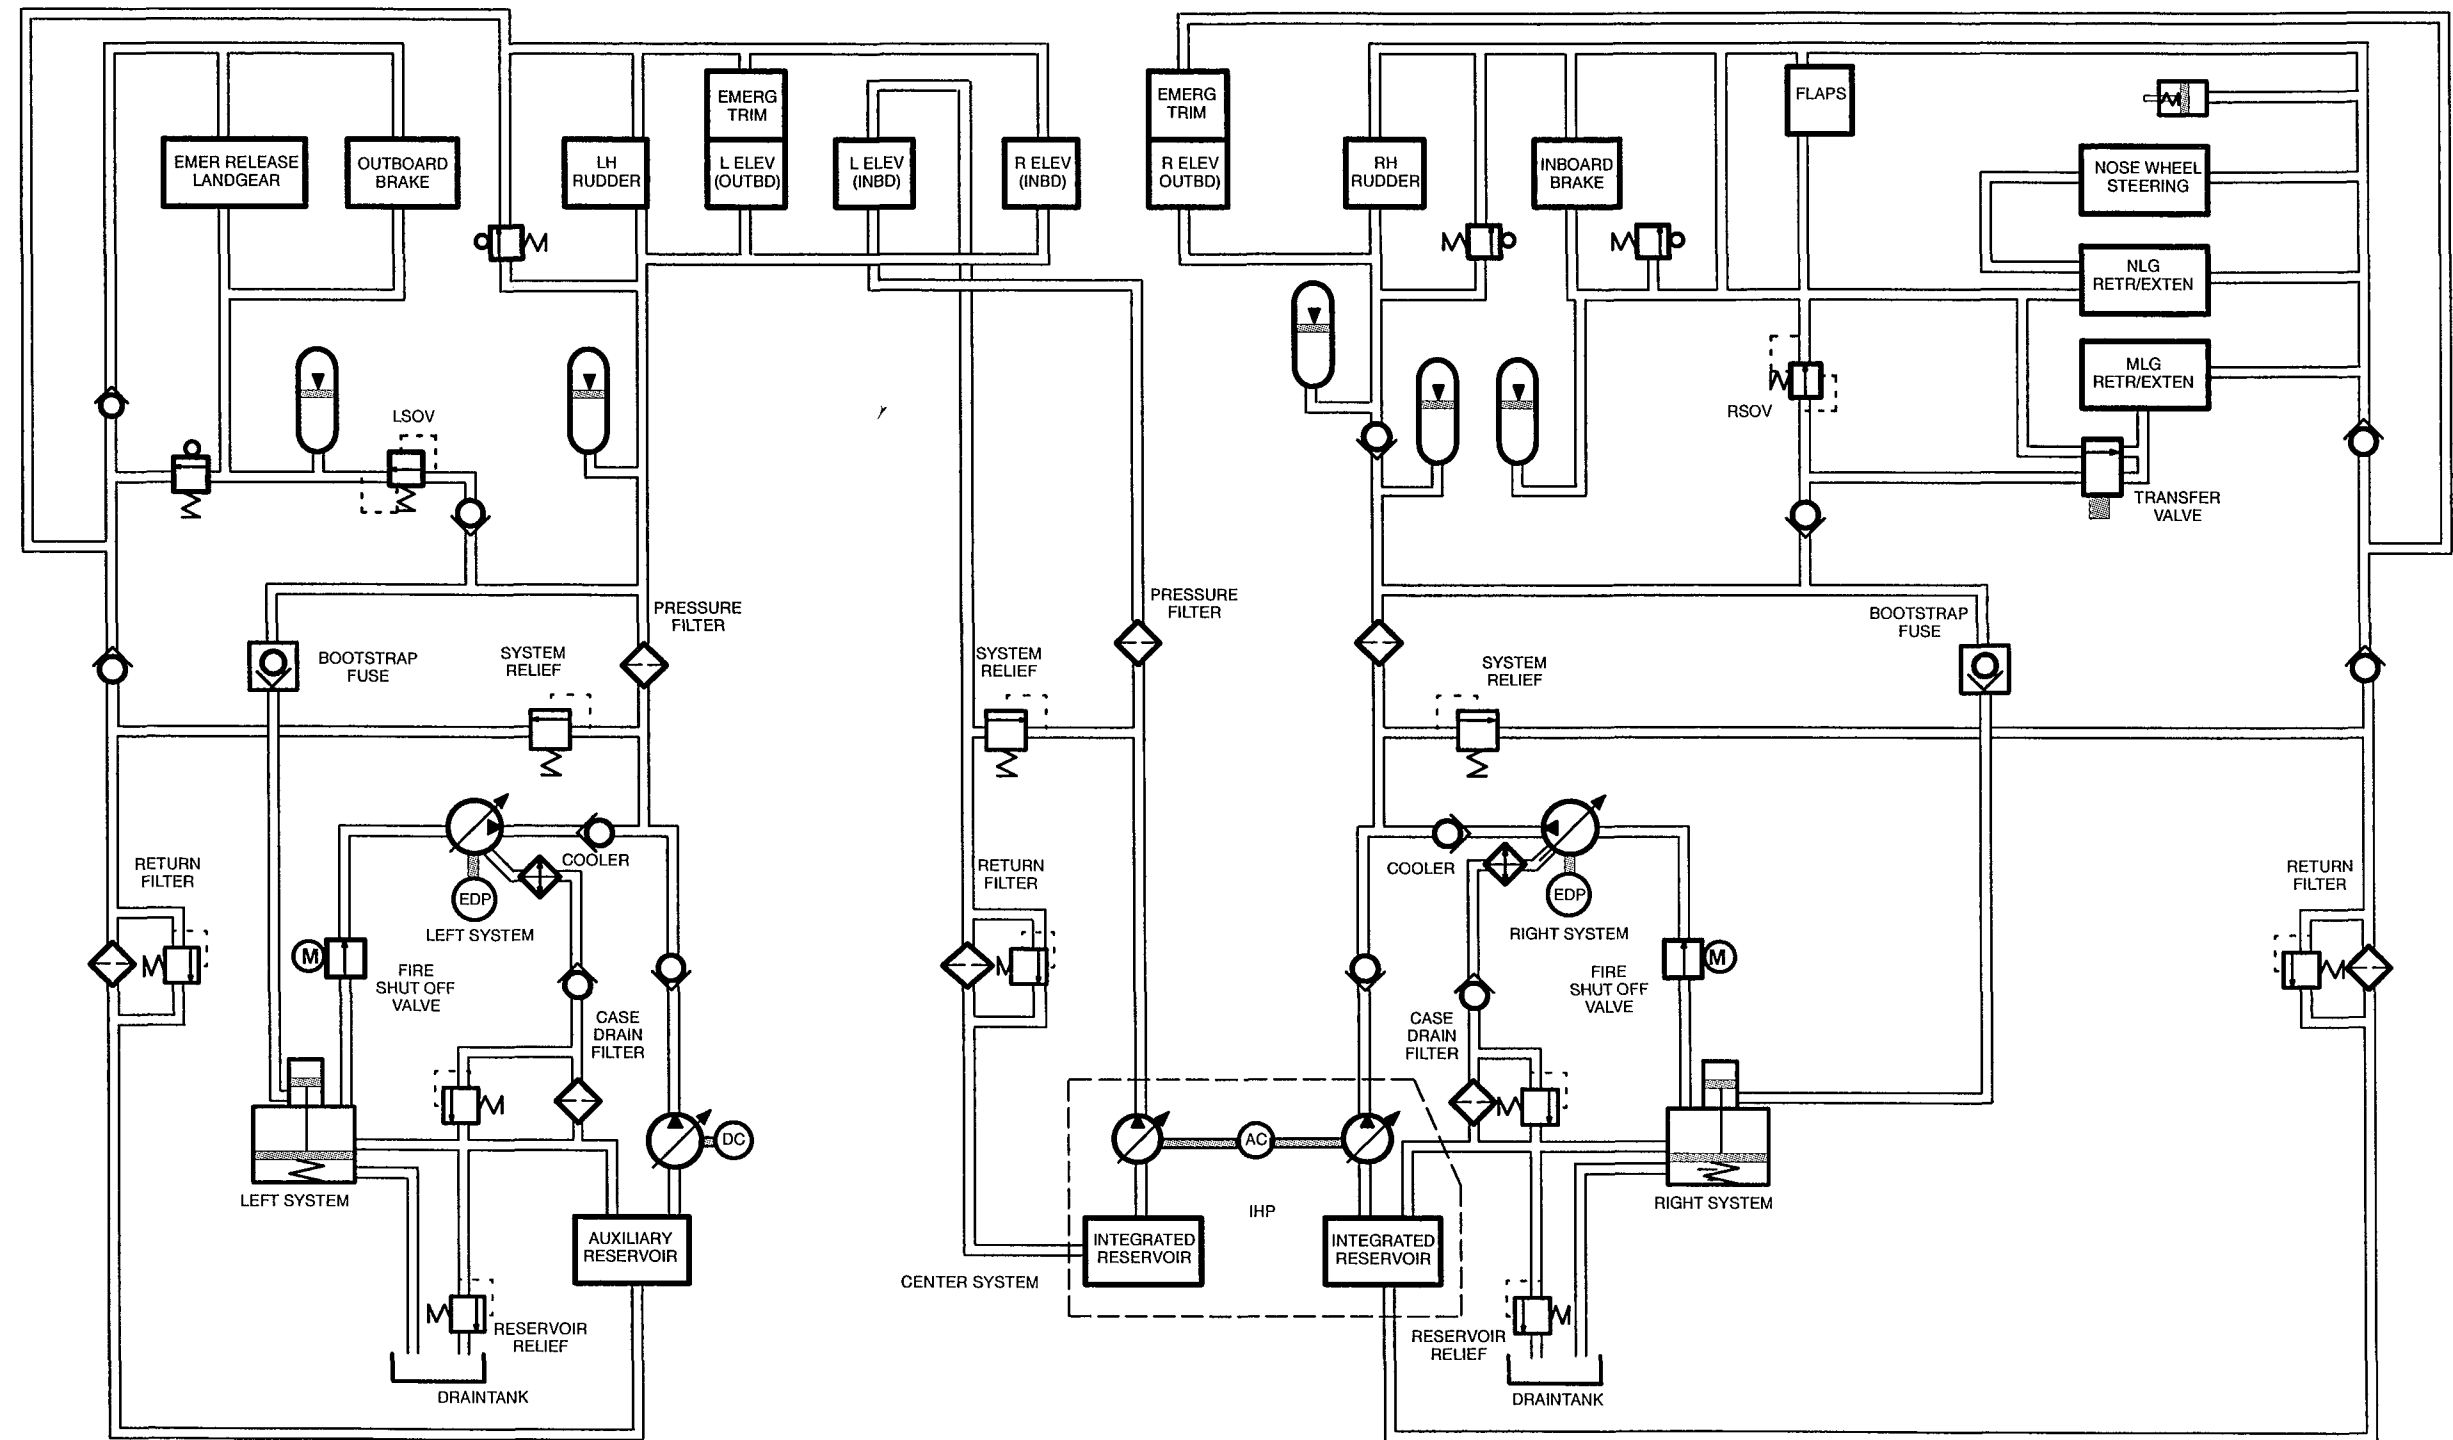 EMERG
TRIM
EMERG
TRIM
FLAPS
EMER RELEASE
LANDGEAR
OUTBOARD
BRAKE
LH
RUDDER
L ELEV
(OUTBD)
L ELEV
(INBD)
R ELEV
(INBD)
R ELEV
OUTBD)
RH
RUDDER
INBOARD
BRAKE
NOSE WHEEL
STEERING
NLG
RETR/EXTEN
MLG
RETR/EXTEN
LSOV
RSOV
TRANSFER
VALVE
PRESSURE
FILTER
PRESSURE
FILTER
BOOTSTRAP
FUSE
BOOTSTRAP
FUSE
SYSTEM
RELIEF
SYSTEM
RELIEF
SYSTEM
RELIEF
RETURN
FILTER
COOLER
EDP
LEFT SYSTEM
RETURN
FILTER
COOLER
EDP
RIGHT SYSTEM
RETURN
FILTER
M
FIRE
SHUT OFF
VALVE
M
FIRE
SHUT OFF
VALVE
CASE
DRAIN
FILTER
CASE
DRAIN
FILTER
DC
AC
LEFT SYSTEM
RIGHT SYSTEM
IHP
AUXILIARY
RESERVOIR
INTEGRATED
RESERVOIR
INTEGRATED
RESERVOIR
CENTER SYSTEM
RESERVOIR
RELIEF
RESERVOIR
RELIEF
DRAINTANK
DRAINTANK